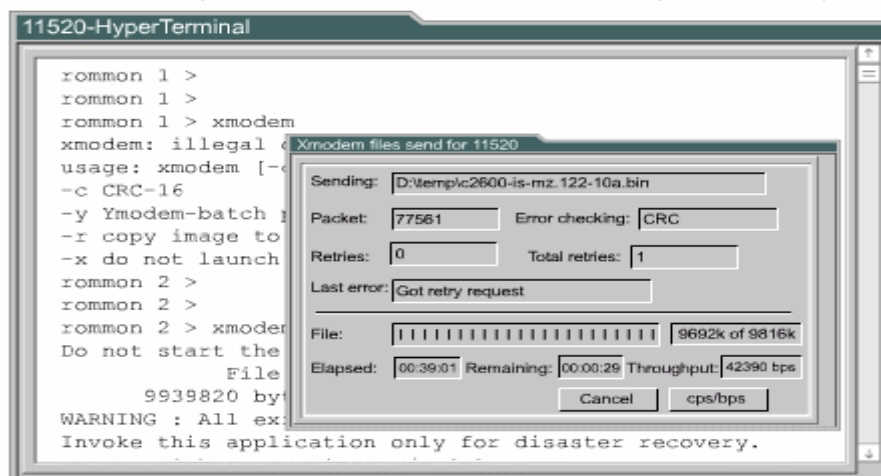 11520-HyperTerminal
rommon 1 >
rommon 1 >
rommon 1 > xmodem
xmodem: illegal
usage: xmodem [-
-c CRC-16
-y Ymodem-batch
-r copy image to
-x do not launch
rommon 2 >
rommon 2 >
rommon 2 >
Do not start the
File
9939820
WARNING : All
Invoke this application only for disaster recovery.
Xmodem files send for 11520
Sending: D:\temp\c2600-is-mz.122-10a.bin
Packet: 77561 Error checking: CRC
Retries: 0 Total retries: 1
Last error: Got retry request
File: 9692k of 9816k
Elapsed: 00:39:01 Remaining: 00:00:29 Throughput: 42390 bps
Cancel cps/bps